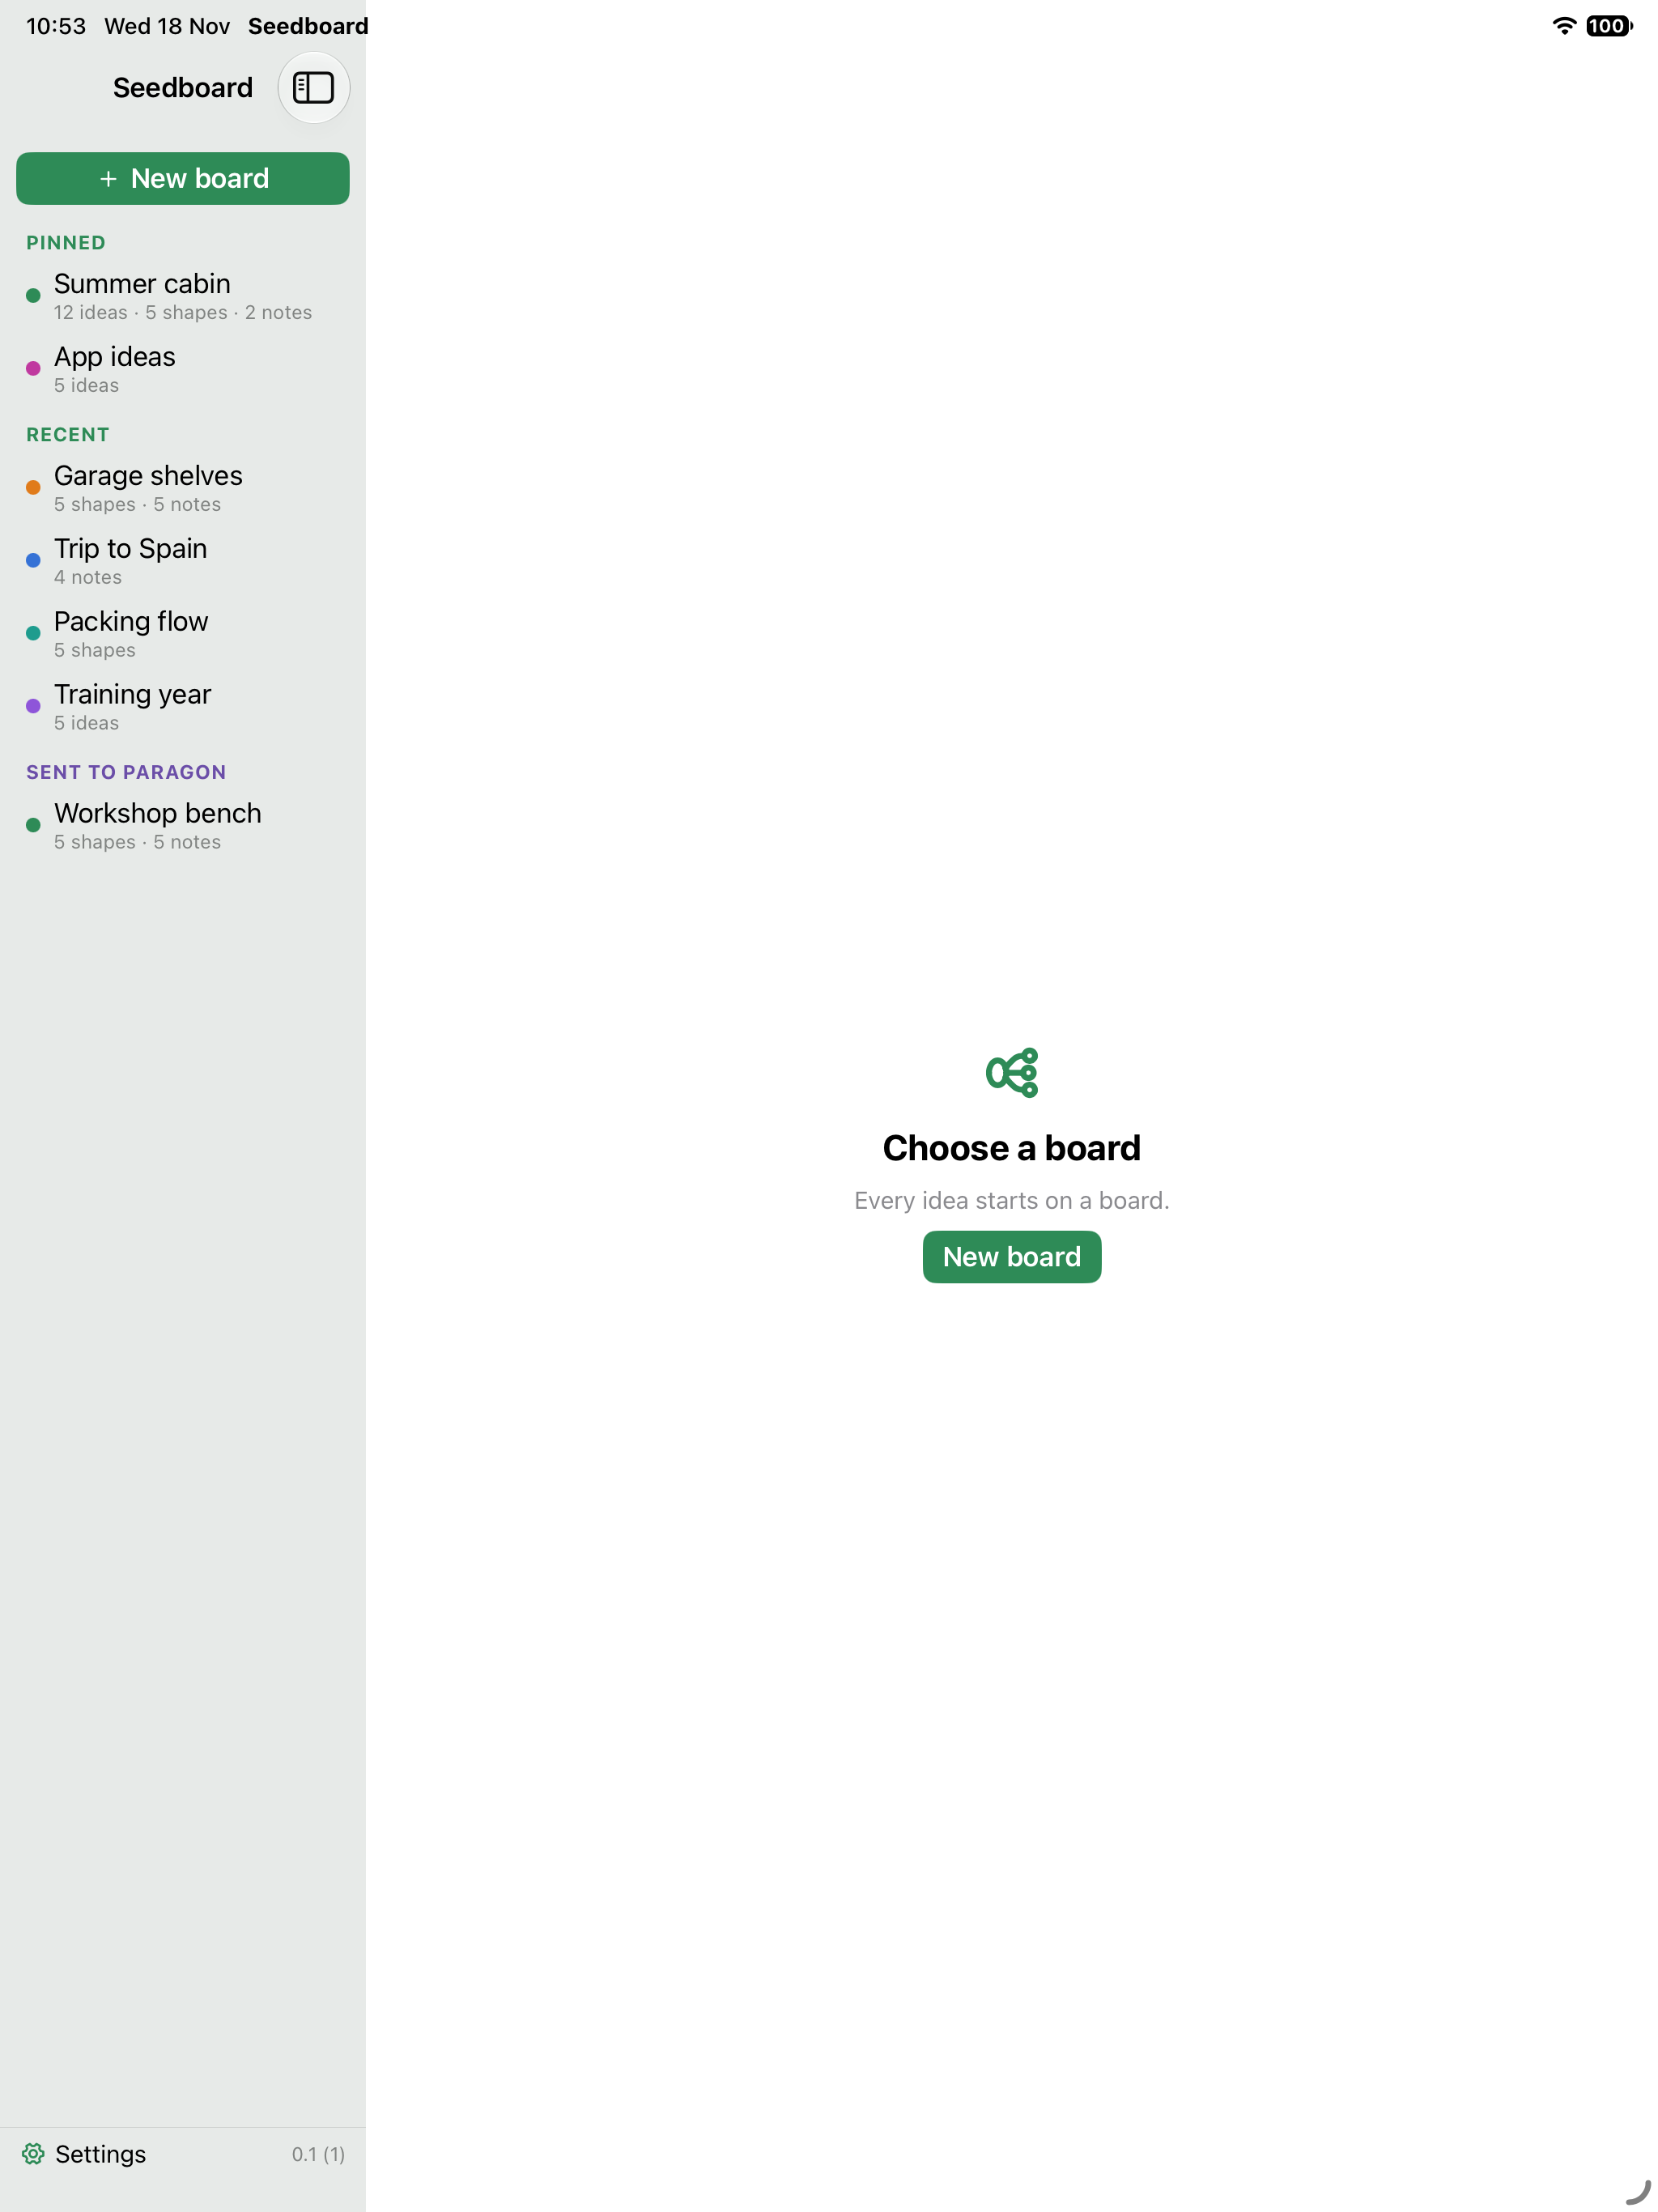 10:53 Wed 18 Nov Seedboard
100
Seedboard
+ New board
PINNED
Summer cabin
12 ideas · 5 shapes · 2 notes
App ideas
5 ideas
RECENT
Garage shelves
5 shapes · 5 notes
Trip to Spain
4 notes
Packing flow
5 shapes
Training year
5 ideas
SENT TO PARAGON
Workshop bench
5 shapes · 5 notes
Choose a board
Every idea starts on a board.
New board
Settings
0.1 (1)